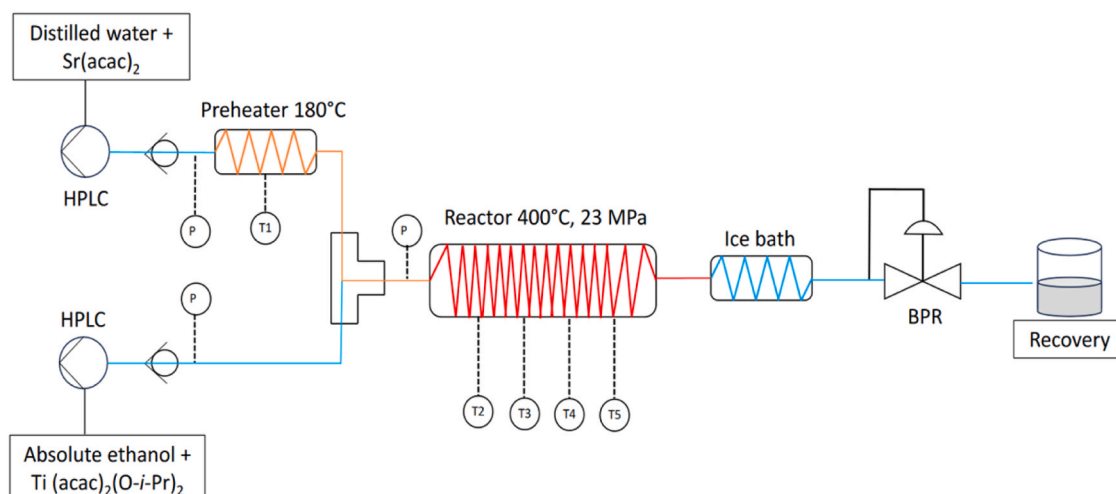 Distilled water +
Sr(acac)2
Preheater 180°C
HPLC
P
T1
Reactor 400°C, 23 MPa
P
Ice bath
BPR
Recovery
P
HPLC
T2
T3
T4
T5
Absolute ethanol +
Ti (acac)2(O-i-Pr)2